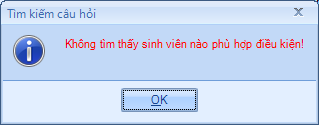 Tìm kiếm câu hỏi
Không tìm thấy sinh viên nào phù hợp điều kiện!
OK